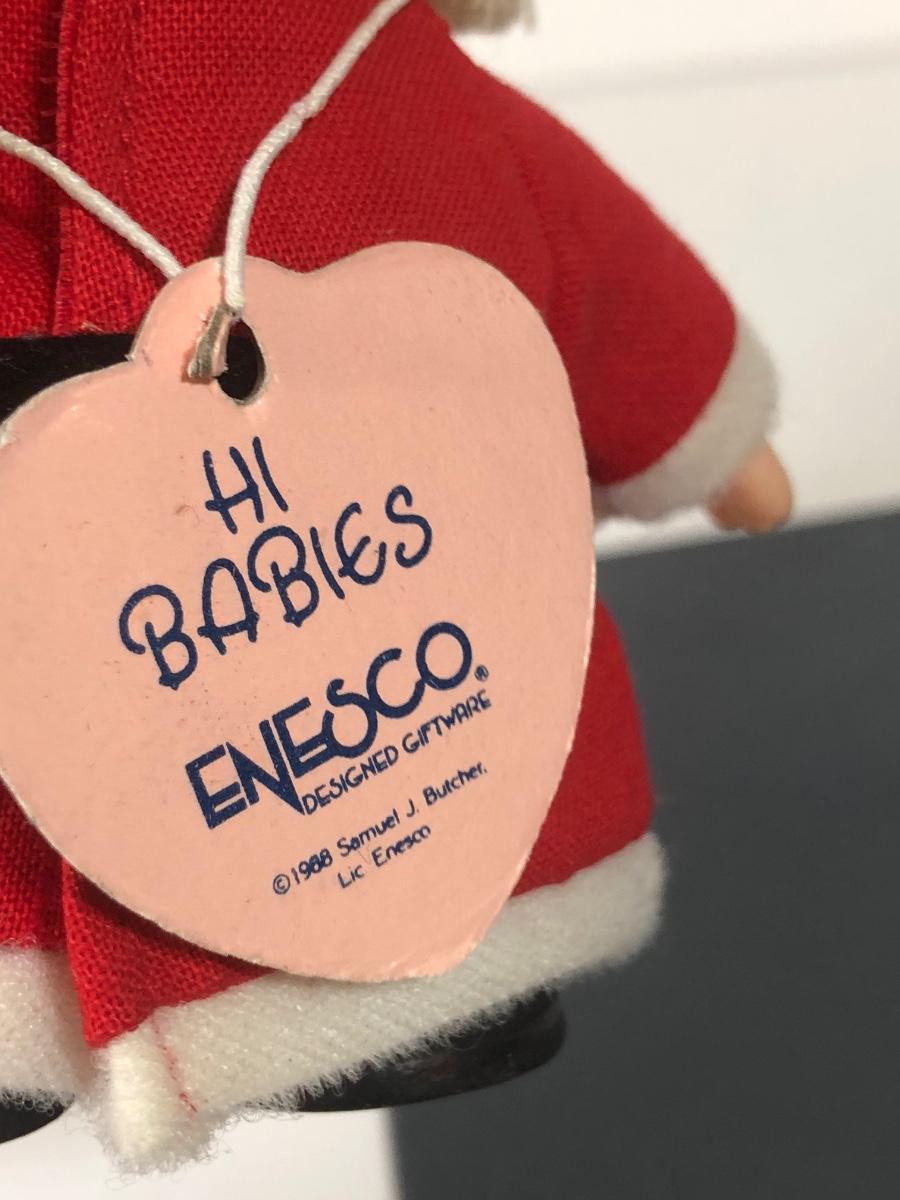 HI
BABIES
ENESCO®
DESIGNED GIFTWARE
©1988 Samuel J. Butcher.
Lic Enesco